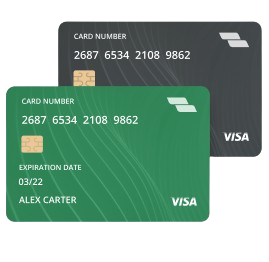 CARD NUMBER
2687 6534 2108 9862
VISA
CARD NUMBER
2687 6534 2108 9862
EXPIRATION DATE
03/22
ALEX CARTER
VISA